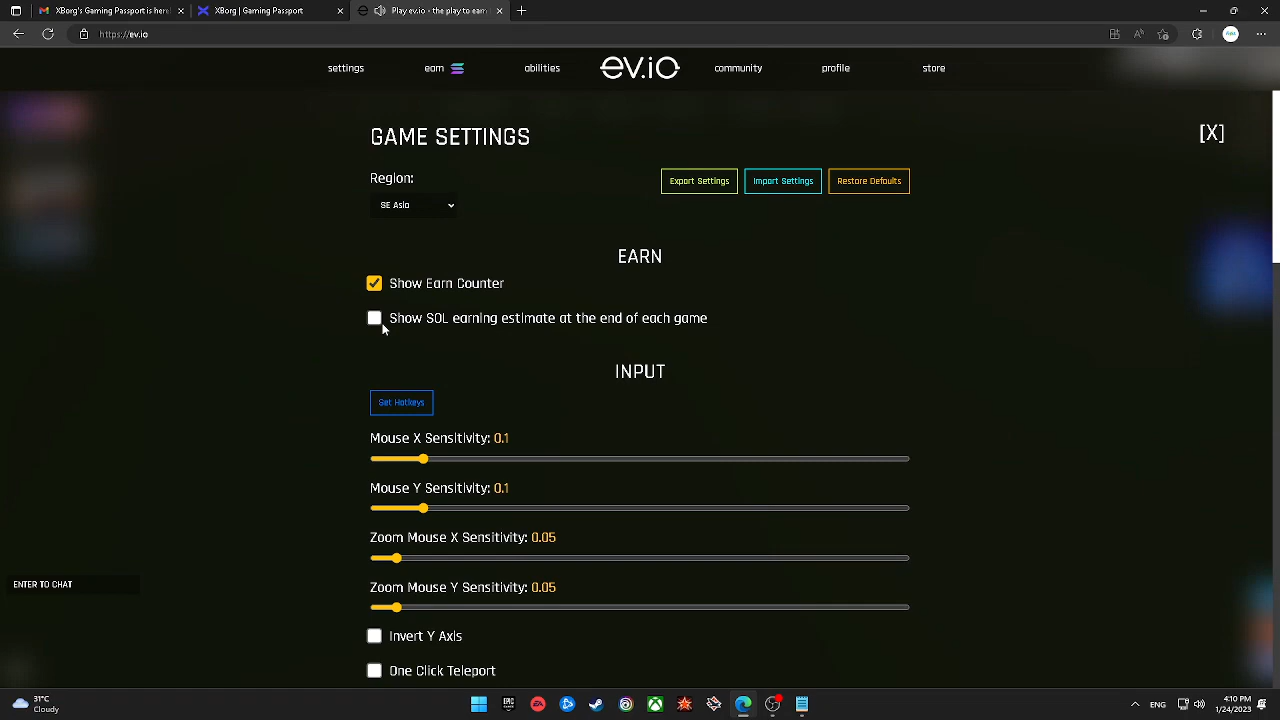 XBorg's Gaming Passport is here!
XBorg | Gaming Passport
Play ev.io - the play to earn
https://ev.io
settings
earn
abilities
ev.io
community
profile
store
GAME SETTINGS
[X]
Region:
Export Settings
Import Settings
Restore Defaults
SE Asia
EARN
Show Earn Counter
Show SOL earning estimate at the end of each game
INPUT
Set Hotkeys
Mouse X Sensitivity: 0.1
Mouse Y Sensitivity: 0.1
Zoom Mouse X Sensitivity: 0.05
Zoom Mouse Y Sensitivity: 0.05
ENTER TO CHAT
Invert Y Axis
One Click Teleport
31°C
Cloudy
ENG
4:10 PM
1/24/2023